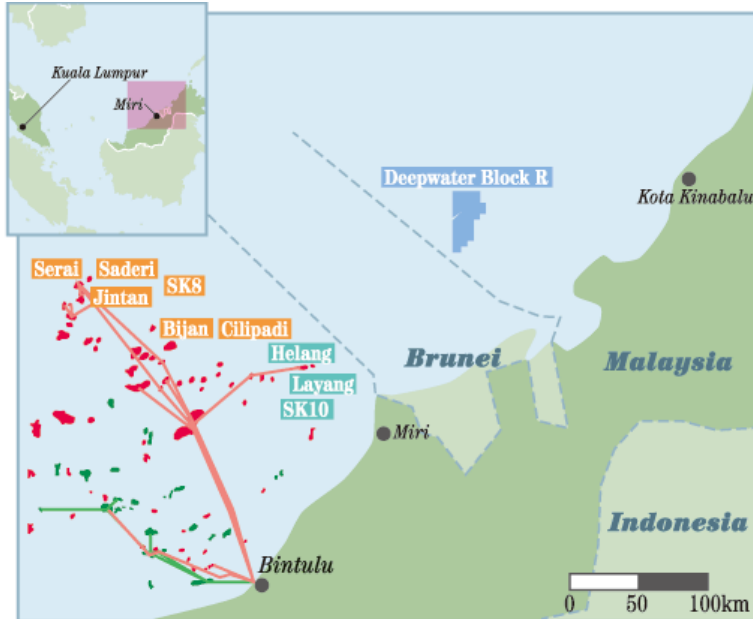 Kuala Lumpur
Miri
Deepwater Block R
Kota Kinabalu
Serai Saderi
SK8
Jintan
Bijan Cilipadi
Helang
Brunei
Malaysia
Layang
SK10
Miri
Indonesia
Bintulu
0 50 100km